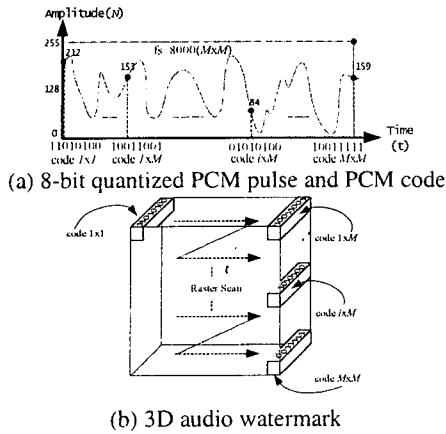 Amplitude(N)
255
fs 8000(MxM)
212
153
159
128
84
0
Time
(t)
11010100 10011001 01010100 10011111
code 1x1 code 1xM code ixM code MxM
(a) 8-bit quantized PCM pulse and PCM code
code 1x1
code 1xM
t
Raster Scan
code ixM
code MxM
(b) 3D audio watermark